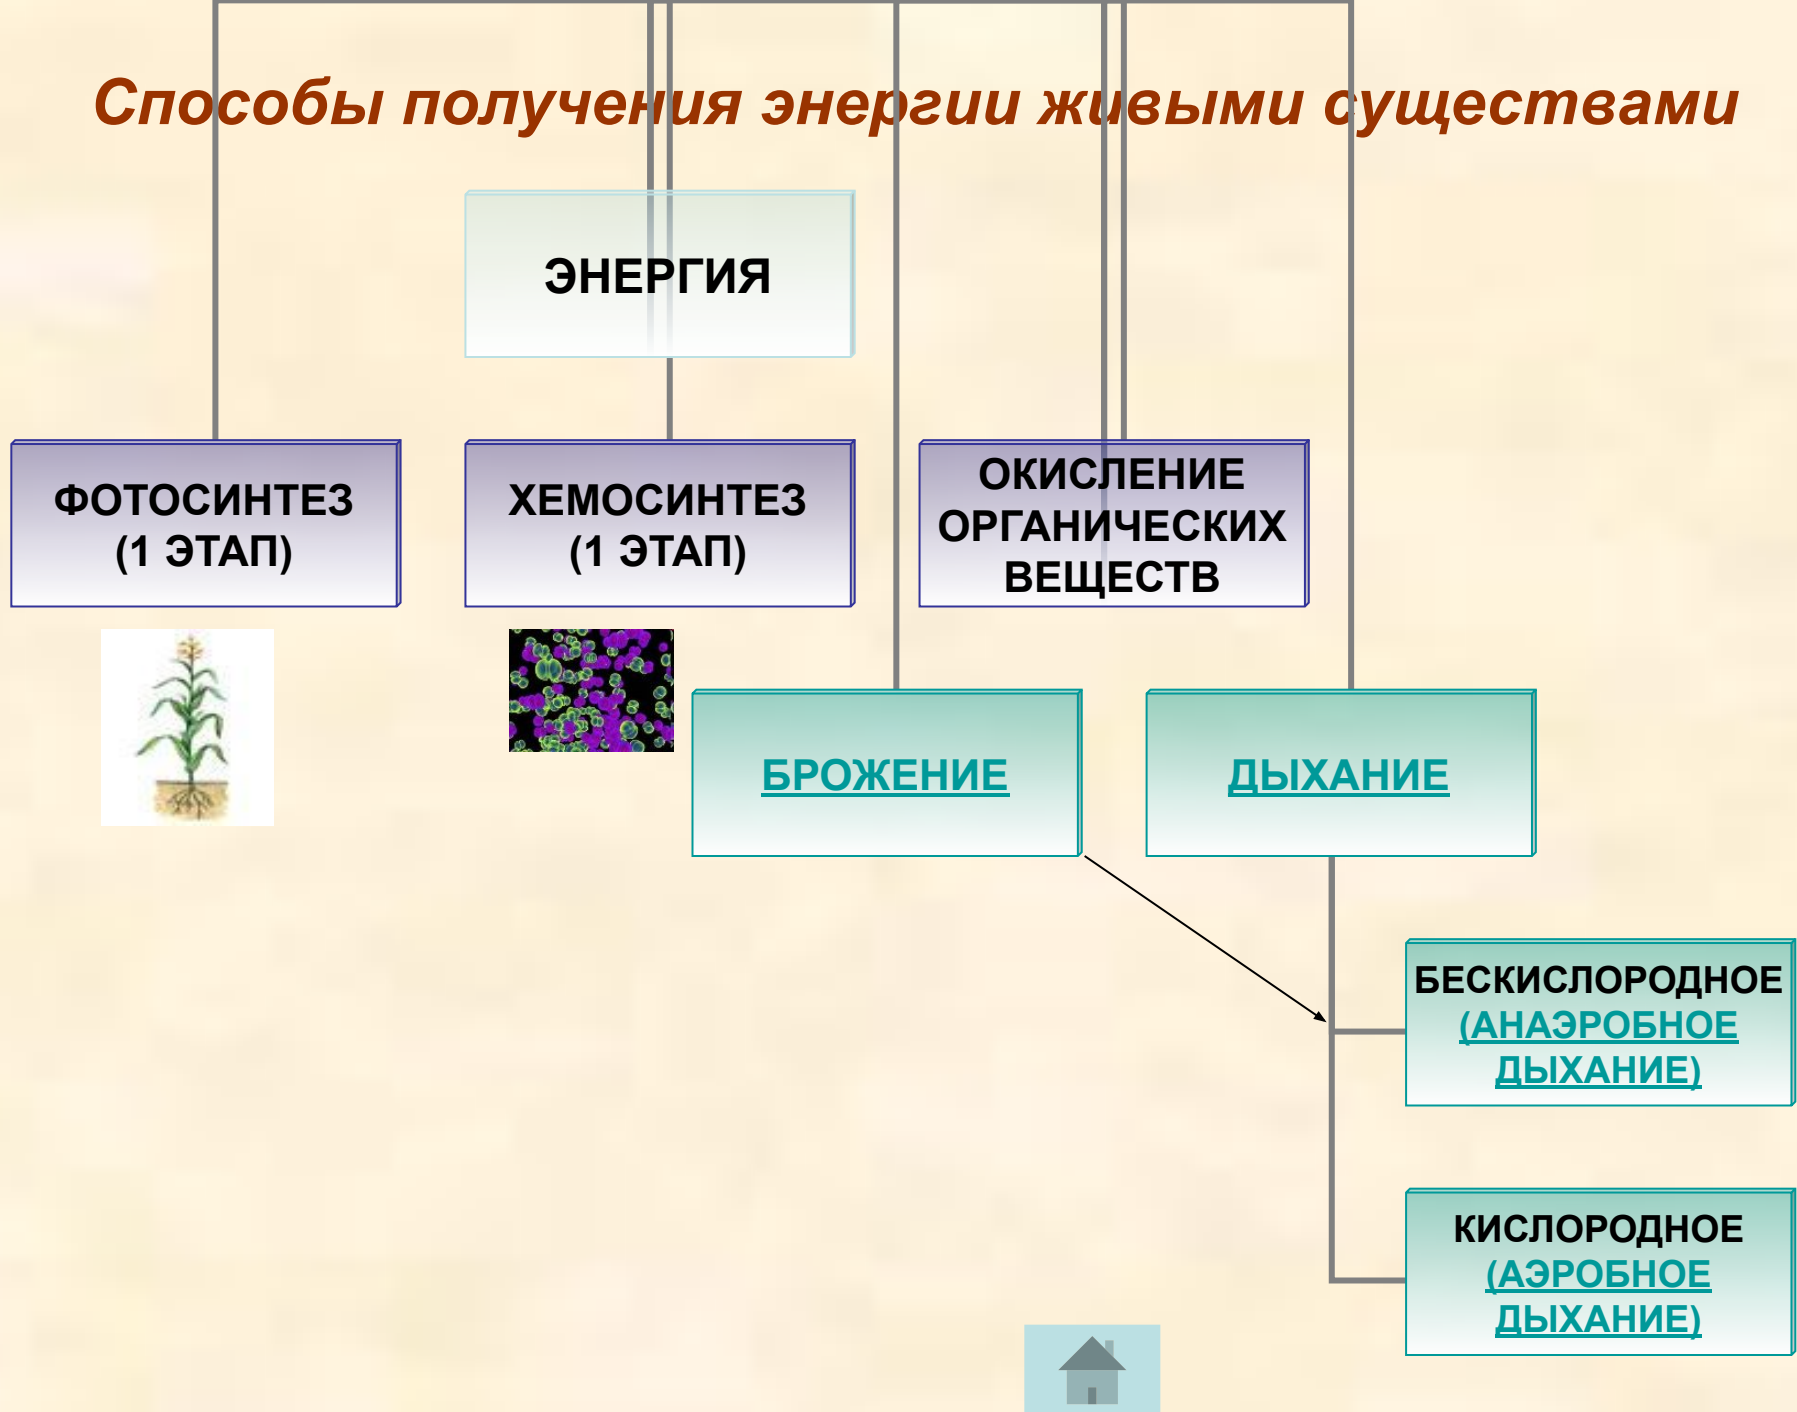 Способы получения энергии живыми существами
ЭНЕРГИЯ
ФОТОСИНТЕЗ
(1 ЭТАП)
ХЕМОСИНТЕЗ
(1 ЭТАП)
ОКИСЛЕНИЕ
ОРГАНИЧЕСКИХ
ВЕЩЕСТВ
БРОЖЕНИЕ
ДЫХАНИЕ
БЕСКИСЛОРОДНОЕ
(АНАЭРОБНОЕ
ДЫХАНИЕ)
КИСЛОРОДНОЕ
(АЭРОБНОЕ
ДЫХАНИЕ)